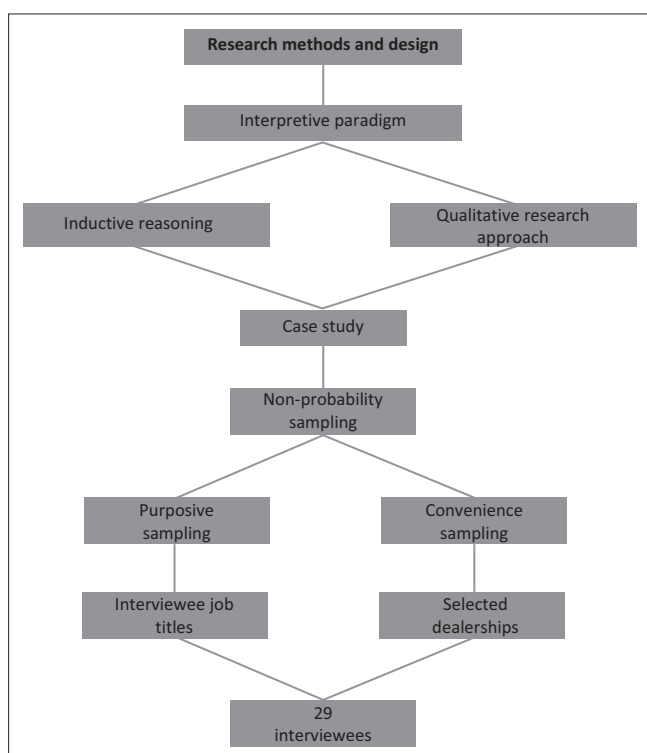 Research methods and design
Interpretive paradigm
Inductive reasoning
Qualitative research
approach
Case study
Non-probability
sampling
Purposive
sampling
Convenience
sampling
Interviewee job
titles
Selected
dealerships
29
interviewees